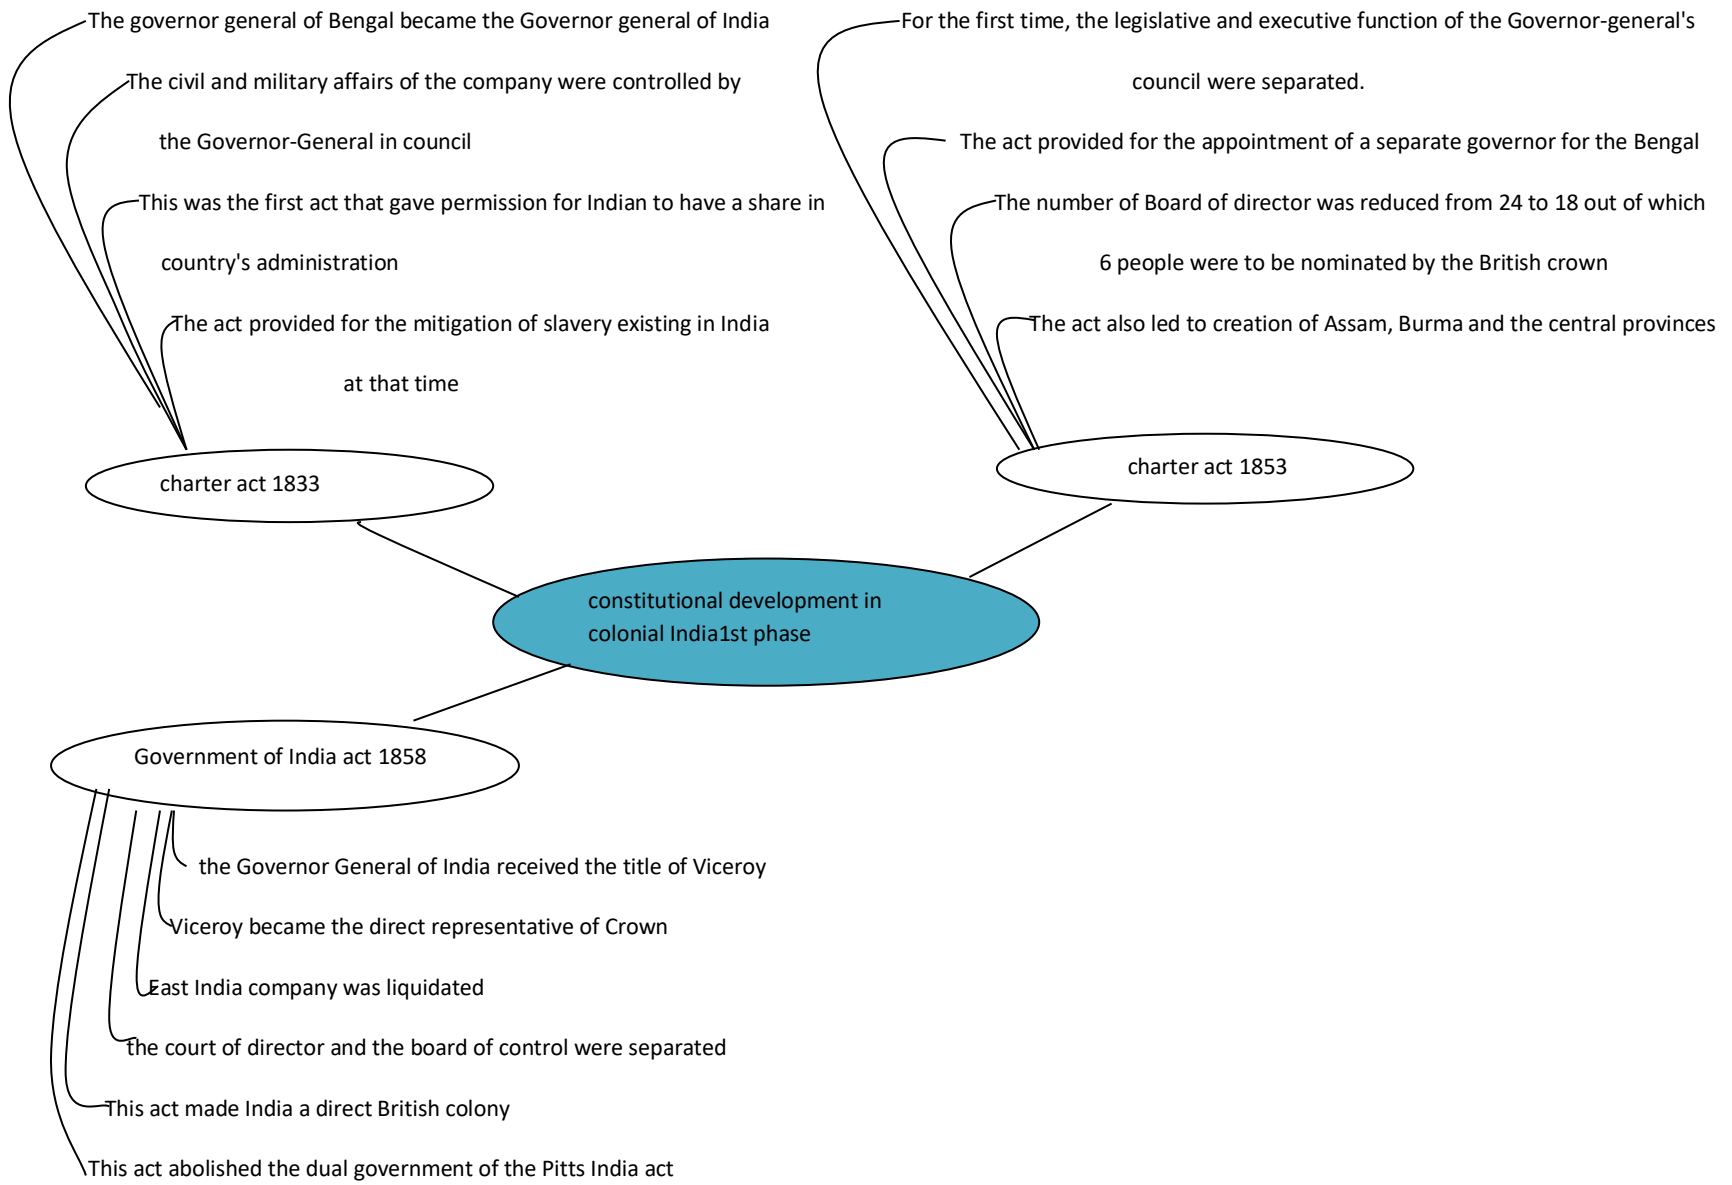 The governor general of Bengal became the Governor general of India
The civil and military affairs of the company were controlled by
the Governor-General in council
This was the first act that gave permission for Indian to have a share in
country's administration
The act provided for the mitigation of slavery existing in India
at that time
charter act 1833
For the first time, the legislative and executive function of the Governor-general's
council were separated.
The act provided for the appointment of a separate governor for the Bengal
The number of Board of director was reduced from 24 to 18 out of which
6 people were to be nominated by the British crown
The act also led to creation of Assam, Burma and the central provinces
charter act 1853
constitutional development in
colonial India1st phase
Government of India act 1858
the Governor General of India received the title of Viceroy
Viceroy became the direct representative of Crown
East India company was liquidated
the court of director and the board of control were separated
This act made India a direct British colony
This act abolished the dual government of the Pitts India act